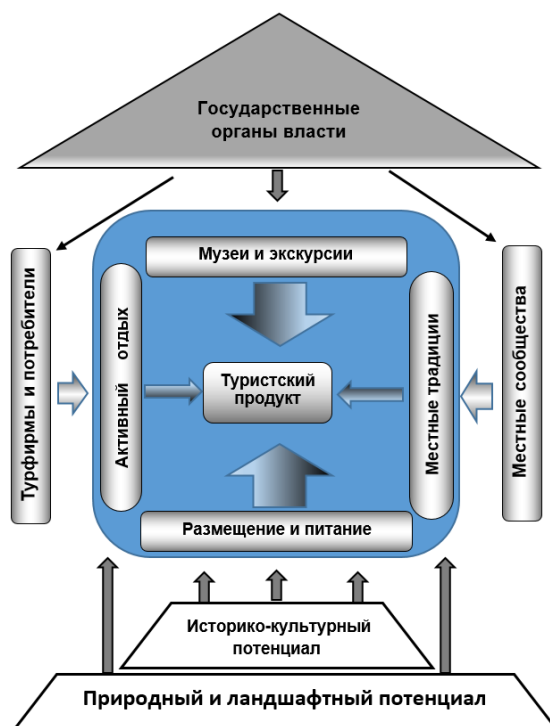 Государственные
органы власти
Музеи и экскурсии
Турфирмы и потребители
Активный отдых
Туристский
продукт
Местные традиции
Местные сообщества
Размещение и питание
Историко-культурный
потенциал
Природный и ландшафтный потенциал